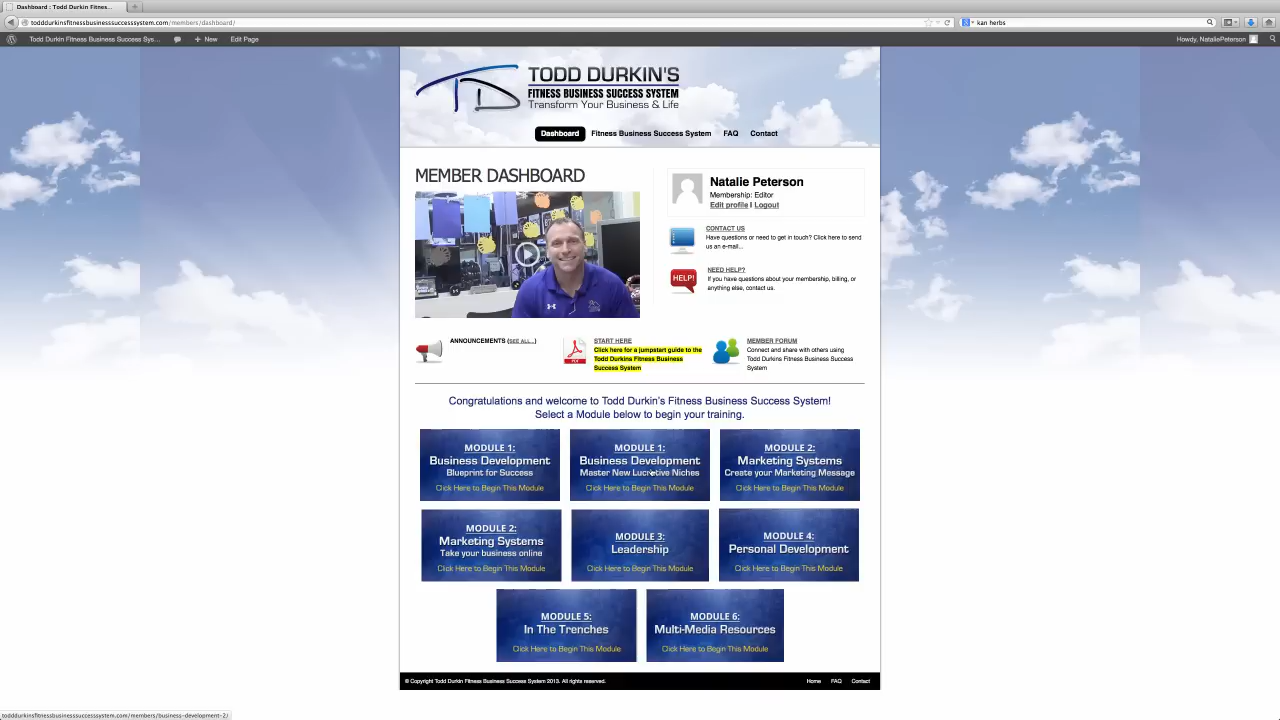 Dashboard : Todd Durkin Fitnes...
todddurkinsfitnessbusinesssuccesssystem.com/members/dashboard/
kan herbs
Todd Durkin Fitness Business Success Sys...
+ New
Edit Page
Howdy, NataliePeterson
TD
TODD DURKIN'S
FITNESS BUSINESS SUCCESS SYSTEM
Transform Your Business & Life
Dashboard Fitness Business Success System FAQ Contact
MEMBER DASHBOARD
Natalie Peterson
Membership: Editor
Edit profile | Logout
CONTACT US
Have questions or need to get in touch? Click here to send
us an e-mail...
HELP!
NEED HELP?
If you have questions about your membership, billing, or
anything else, contact us.
ANNOUNCEMENTS (SEE ALL...)
PDF
START HERE
Click here for a jumpstart guide to the
Todd Durkins Fitness Business
Success System
MEMBER FORUM
Connect and share with others using
Todd Durkins Fitness Business Success
System
Congratulations and welcome to Todd Durkin's Fitness Business Success System!
Select a Module below to begin your training.
MODULE 1:
Business Development
Blueprint for Success
Click Here to Begin This Module
MODULE 1:
Business Development
Master New Lucrative Niches
Click Here to Begin This Module
MODULE 2:
Marketing Systems
Create your Marketing Message
Click Here to Begin This Module
MODULE 2:
Marketing Systems
Take your business online
Click Here to Begin This Module
MODULE 3:
Leadership
Click Here to Begin This Module
MODULE 4:
Personal Development
Click Here to Begin This Module
MODULE 5:
In The Trenches
Click Here to Begin This Module
MODULE 6:
Multi-Media Resources
Click Here to Begin This Module
© Copyright Todd Durkin Fitness Business Success System 2013. All rights reserved.
Home FAQ Contact
todddurkinsfitnessbusinesssuccesssystem.com/members/business-development-2/